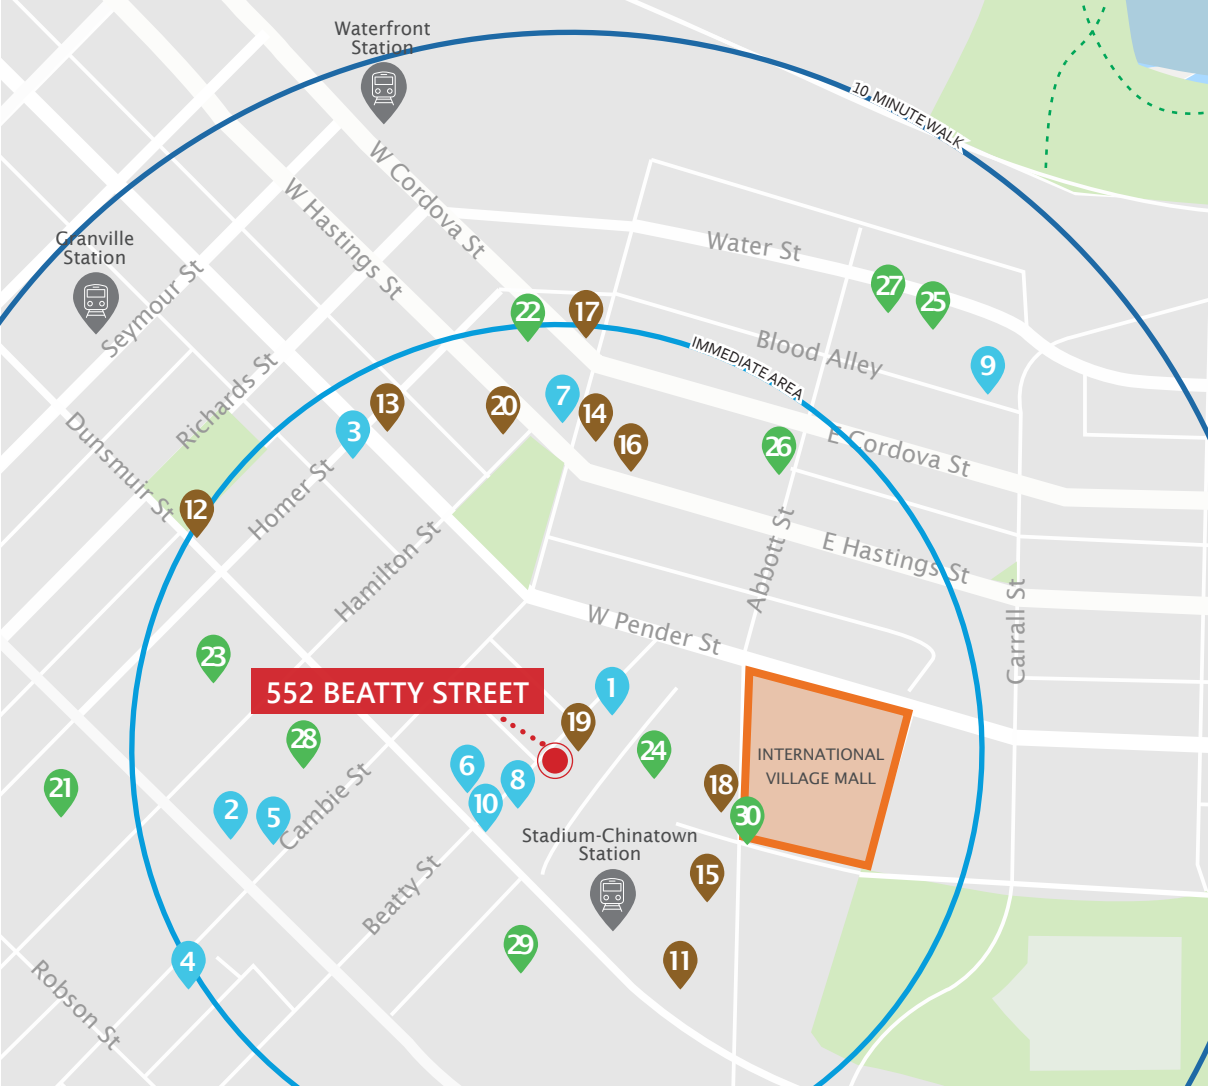 Waterfront
Station
10 MINUTE WALK
W Cordova St
W Hastings St
Water St
Granville
Station
Seymour St
27
25
22
17
Blood Alley
IMMEDIATE AREA
9
Richards St
7
13
20
14
3
16
26
E Cordova St
Dunsmuir St
12
Homer St
Hamilton St
Abbott St
E Hastings St
W Pender St
Carrall St
23
552 BEATTY STREET
1
19
28
24
INTERNATIONAL
VILLAGE MALL
6
8
18
21
10
2
5
30
Cambie St
Stadium-Chinatown
Station
15
Beatty St
29
4
11
Robson St